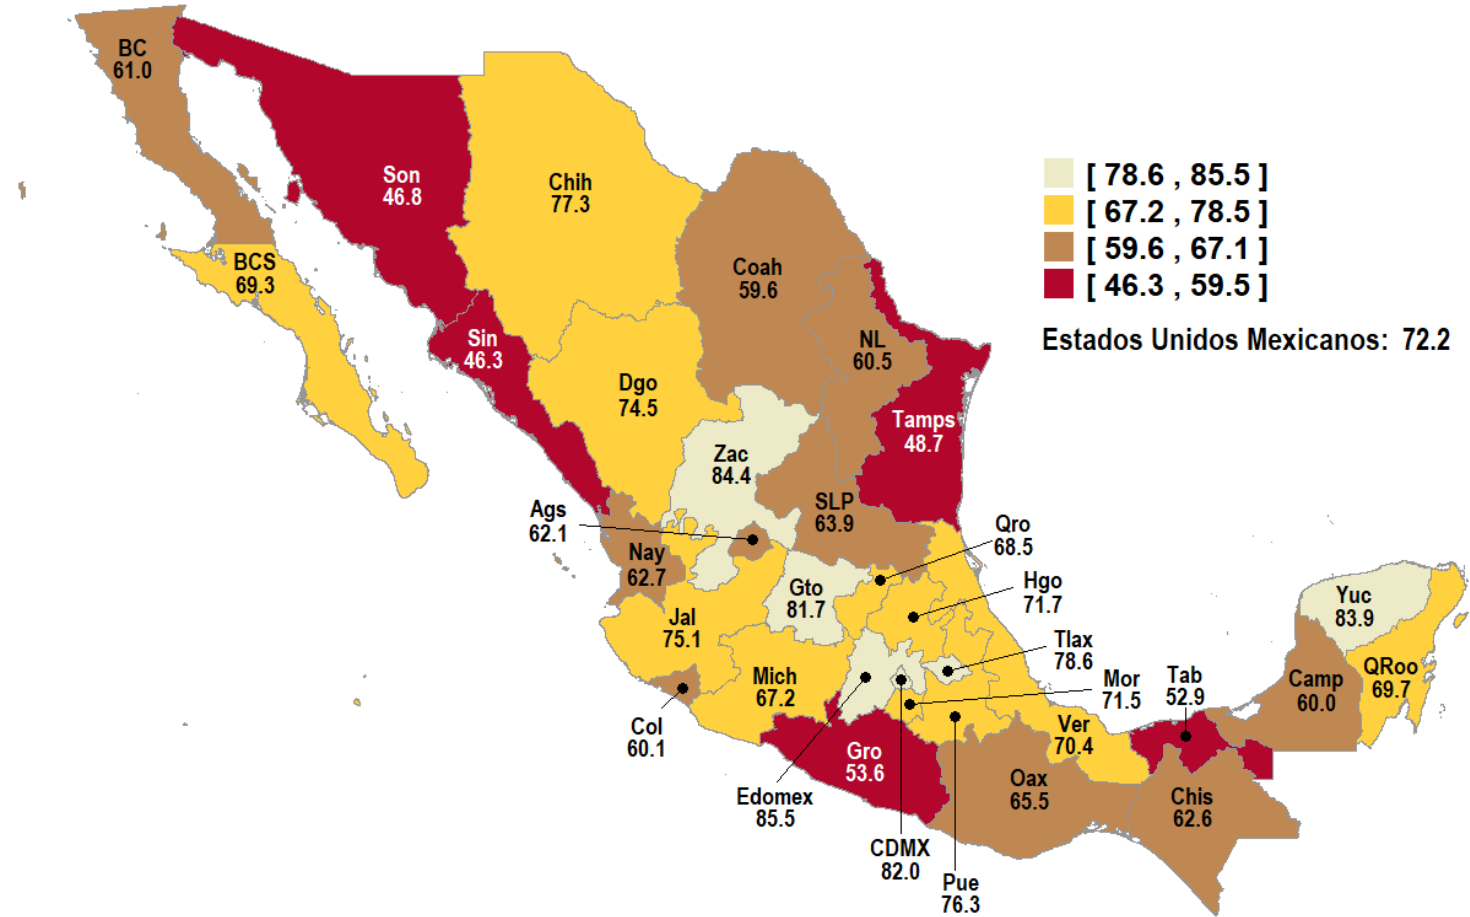 BC
61.0
Son
46.8
Chih
77.3
[ 78.6 , 85.5 ]
[ 67.2 , 78.5 ]
[ 59.6 , 67.1 ]
[ 46.3 , 59.5 ]
Estados Unidos Mexicanos: 72.2
BCS
69.3
Coah
59.6
Sin
46.3
NL
60.5
Dgo
74.5
Tamps
48.7
Zac
84.4
SLP
63.9
Ags
62.1
Qro
68.5
Nay
62.7
Gto
81.7
Hgo
71.7
Yuc
83.9
Jal
75.1
Tlax
78.6
Mich
67.2
Mor
71.5
Tab
52.9
Camp
60.0
QRoo
69.7
Col
60.1
Gro
53.6
Ver
70.4
Oax
65.5
Chis
62.6
Edomex
85.5
CDMX
82.0
Pue
76.3